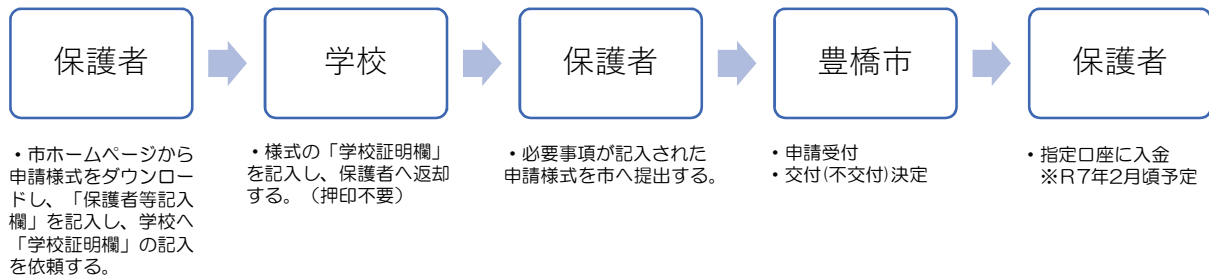 保護者
学校
保護者
豊橋市
保護者
・市ホームページから
申請様式をダウンロー
ドし、「保護者等記入
欄」を記入し、学校へ
「学校証明欄」の記入
を依頼する。
・様式の「学校証明欄」
を記入し、保護者へ返却
する。（押印不要）
・必要事項が記入された
申請様式を市へ提出する。
・申請受付
・交付(不交付)決定
・指定口座に入金
※R7年2月頃予定